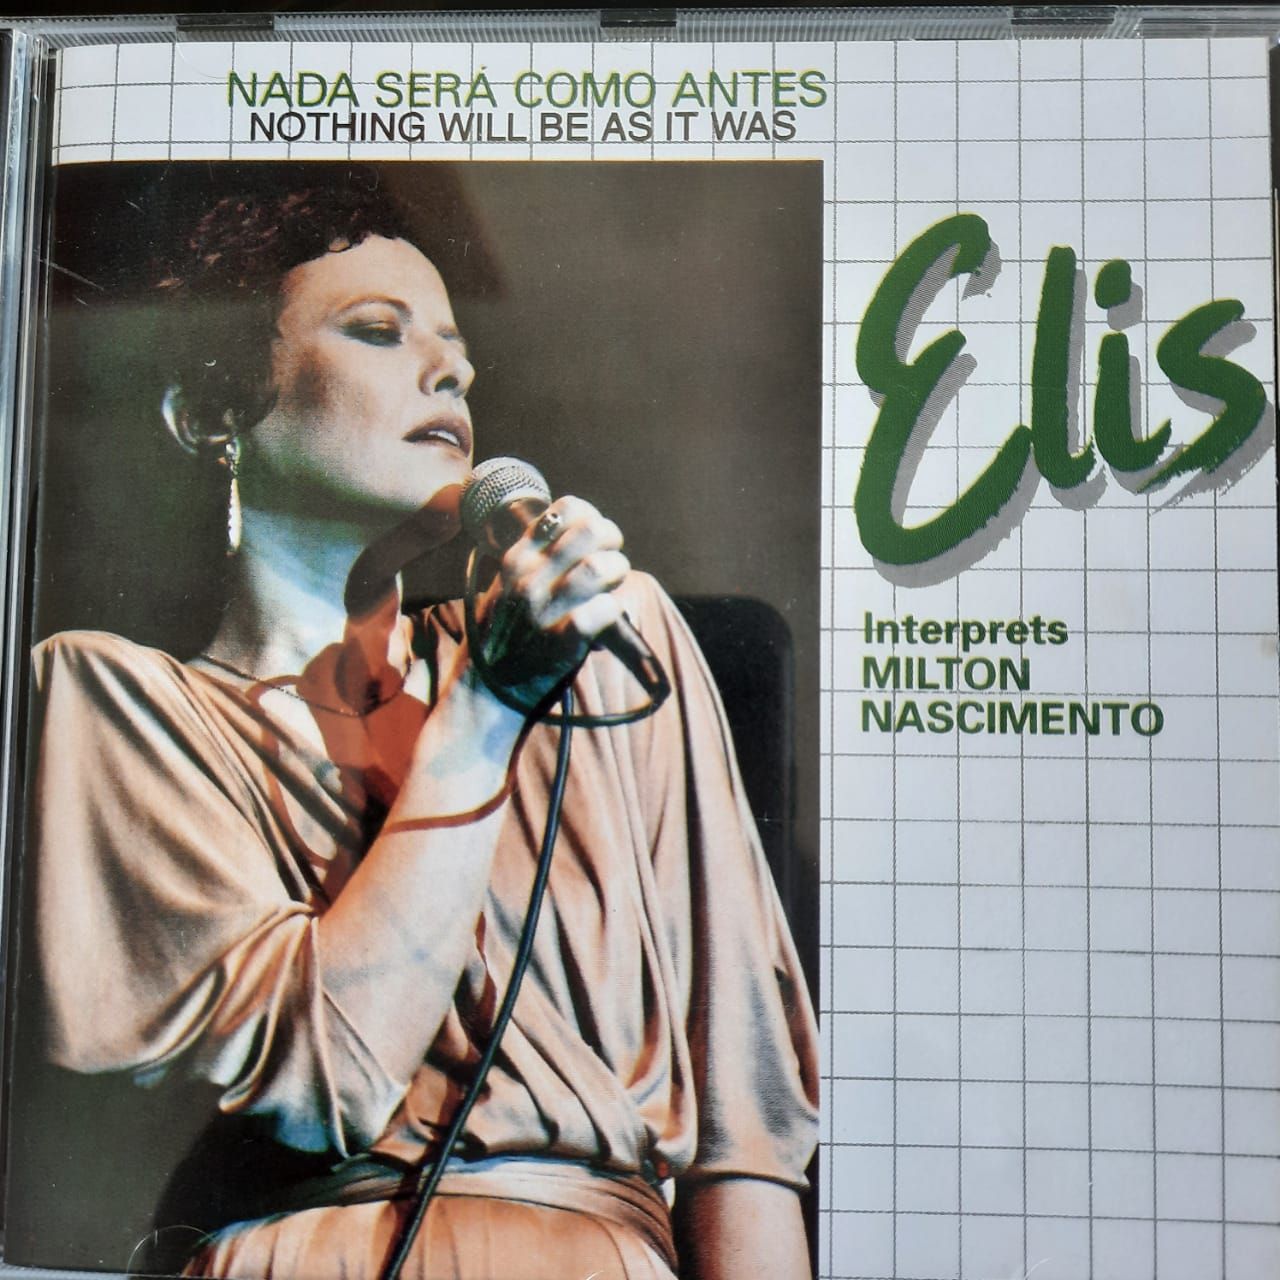 NADA SERÁ COMO ANTES
NOTHING WILL BE AS IT WAS
Elis
Interprets
MILTON
NASCIMENTO